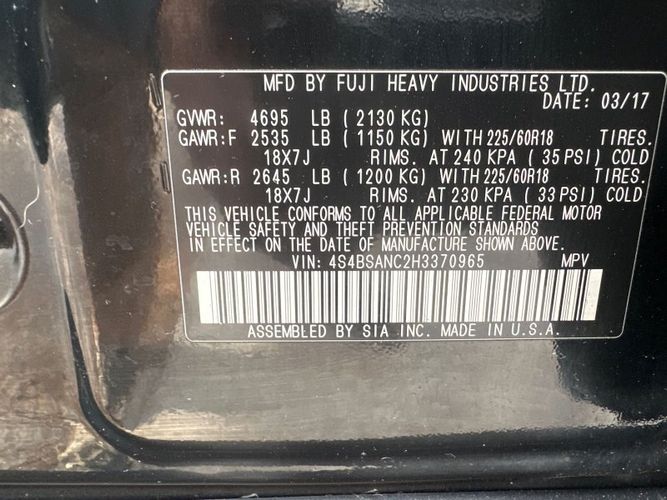 MFD BY FUJI HEAVY INDUSTRIES LTD.
DATE: 03/17
GVWR: 4695 LB ( 2130 KG)
GAWR:F 2535 LB ( 1150 KG) WITH 225/60R18 TIRES.
18X7J RIMS. AT 240 KPA ( 35 PSI) COLD
GAWR:R 2645 LB ( 1200 KG) WITH 225/60R18 TIRES.
18X7J RIMS. AT 230 KPA ( 33 PSI) COLD
THIS VEHICLE CONFORMS TO ALL APPLICABLE FEDERAL MOTOR
VEHICLE SAFETY AND THEFT PREVENTION STANDARDS
IN EFFECT ON THE DATE OF MANUFACTURE SHOWN ABOVE.
VIN: 4S4BSANC2H3370965 MPV
ASSEMBLED BY SIA INC. MADE IN U.S.A.